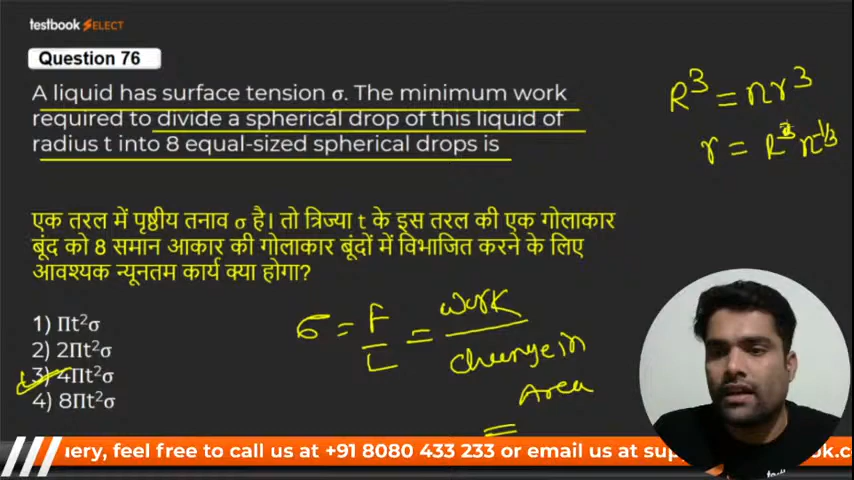 testbook SELECT
Question 76
A liquid has surface tension σ. The minimum work
required to divide a spherical drop of this liquid of
radius t into 8 equal-sized spherical drops is
R³ = nr³
r = R n^-1/3
एक तरल में पृष्ठीय तनाव σ है। तो त्रिज्या t के इस तरल की एक गोलाकार
बूंद को 8 समान आकार की गोलाकार बूंदों में विभाजित करने के लिए
आवश्यक न्यूनतम कार्य क्या होगा?
1) Πt²σ
2) 2Πt²σ
3) 4Πt²σ
4) 8Πt²σ
σ = F/L = work/change in
Area
=
uery, feel free to call us at +91 8080 433 233 or email us at sup
k.c